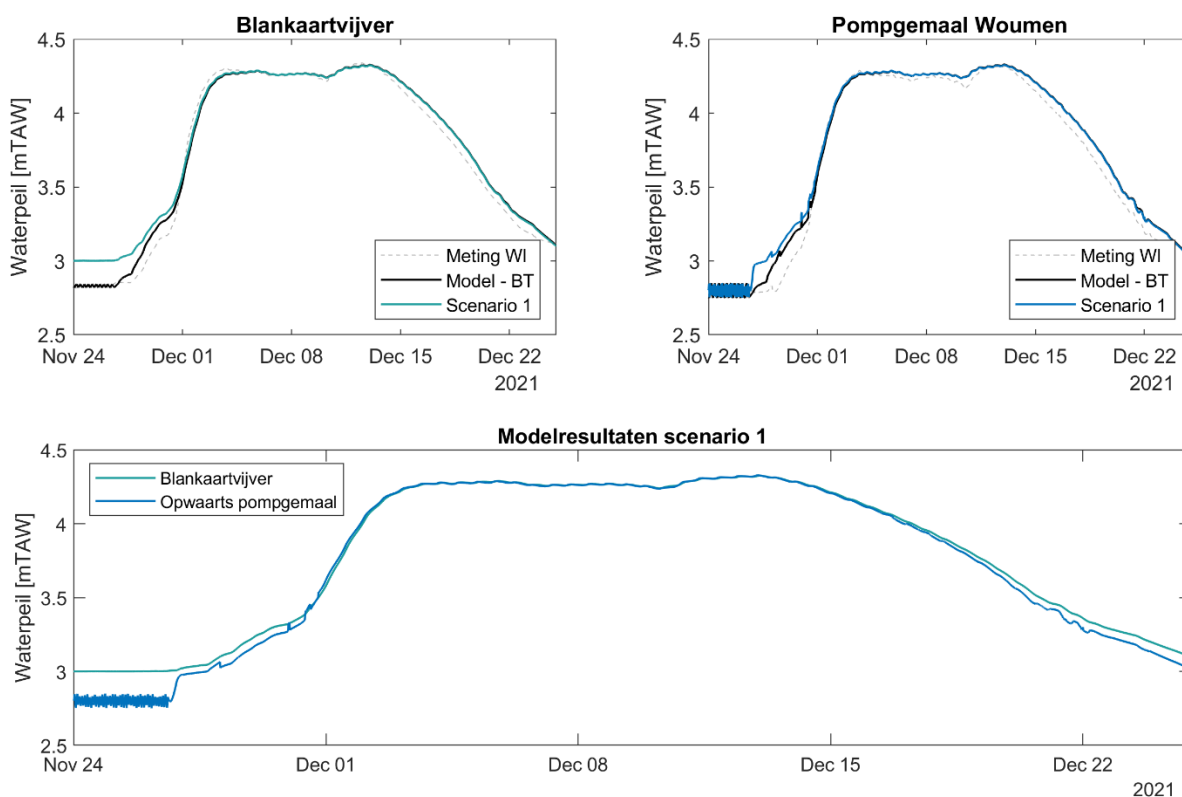 Blankaartvijver
Waterpeil [mTAW]
4.5
4
3.5
3
2.5
Meting WI
Model - BT
Scenario 1
Nov 24
Dec 01
Dec 08
Dec 15
Dec 22
2021
Pompgemaal Woumen
Waterpeil [mTAW]
4.5
4
3.5
3
2.5
Meting WI
Model - BT
Scenario 1
Nov 24
Dec 01
Dec 08
Dec 15
Dec 22
2021
Modelresultaten scenario 1
Waterpeil [mTAW]
4.5
4
3.5
3
2.5
Blankaartvijver
Opwaarts pompgemaal
Nov 24
Dec 01
Dec 08
Dec 15
Dec 22
2021